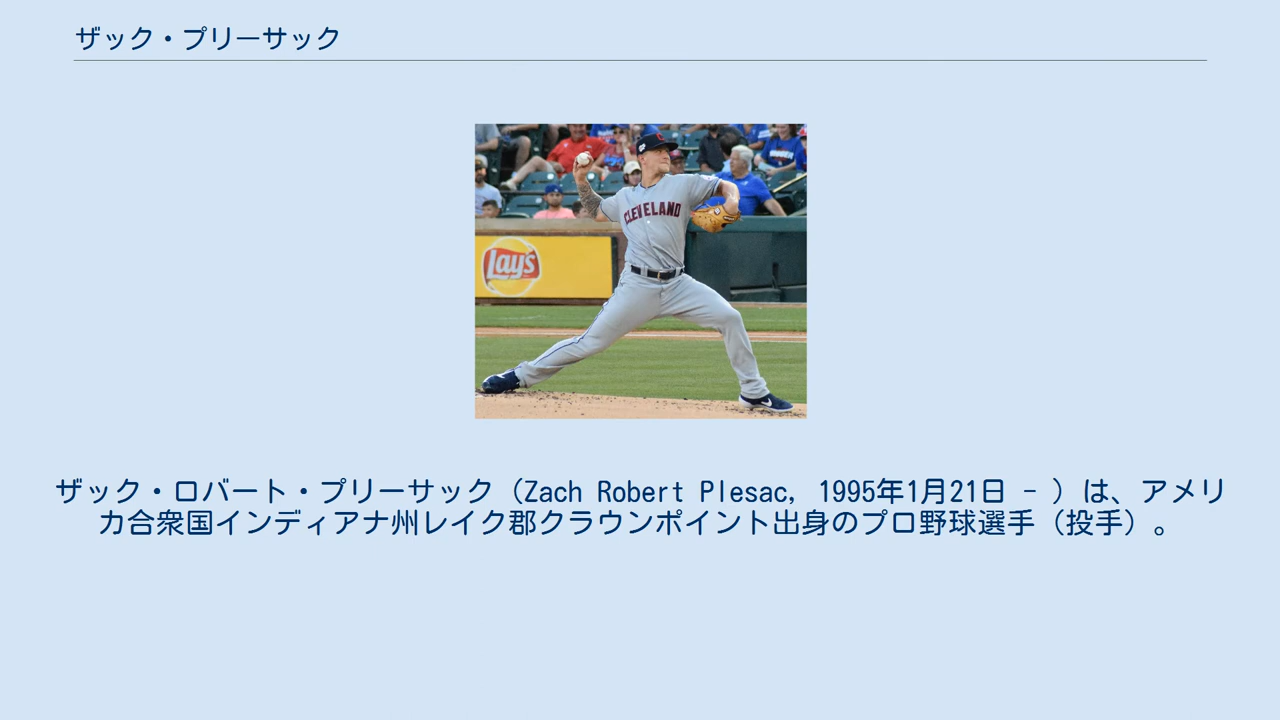 ザック・プリーサック
CLEVELAND
Lay's
ザック・ロバート・プリーサック（Zach Robert Plesac, 1995年1月21日 - ）は、アメリ
カ合衆国インディアナ州レイク郡クラウンポイント出身のプロ野球選手（投手）。